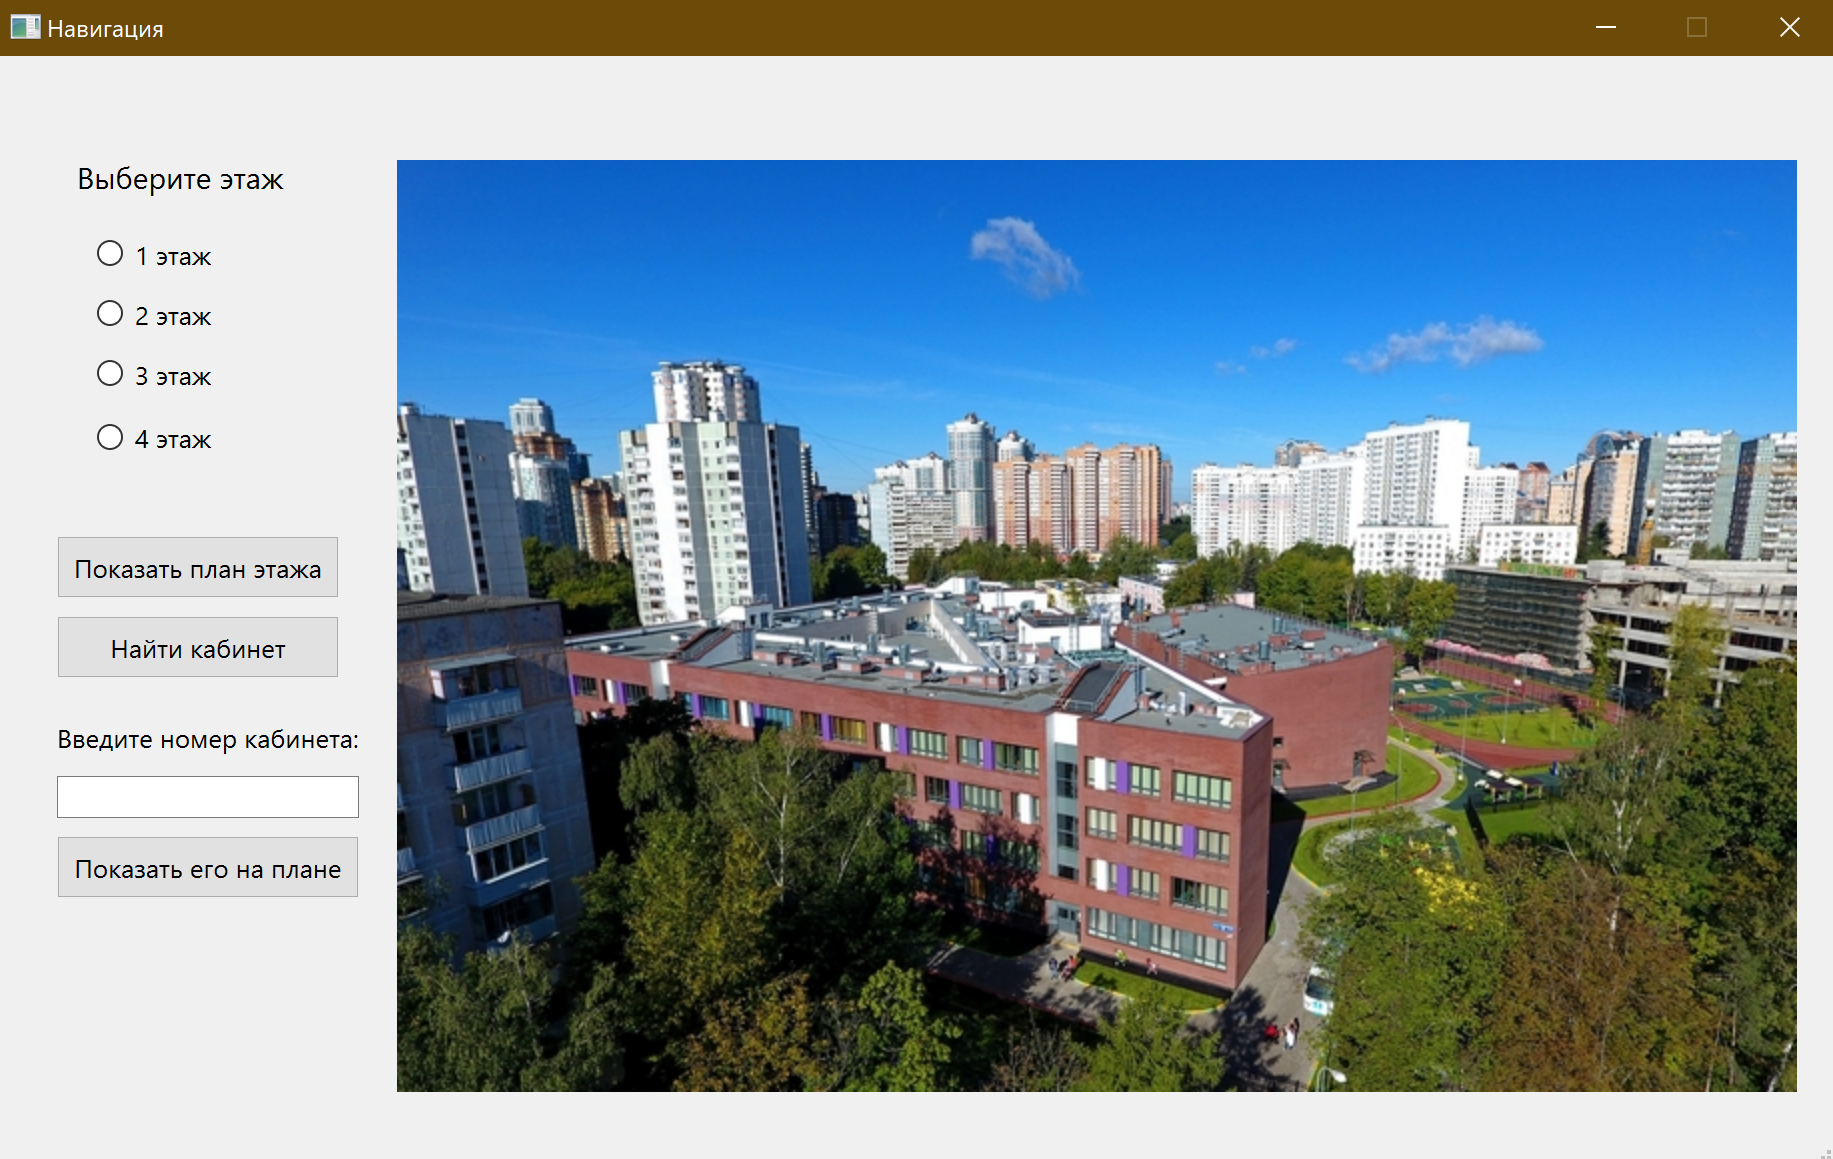 Навигация
Выберите этаж
1 этаж
2 этаж
3 этаж
4 этаж
Показать план этажа
Найти кабинет
Введите номер кабинета:
Показать его на плане